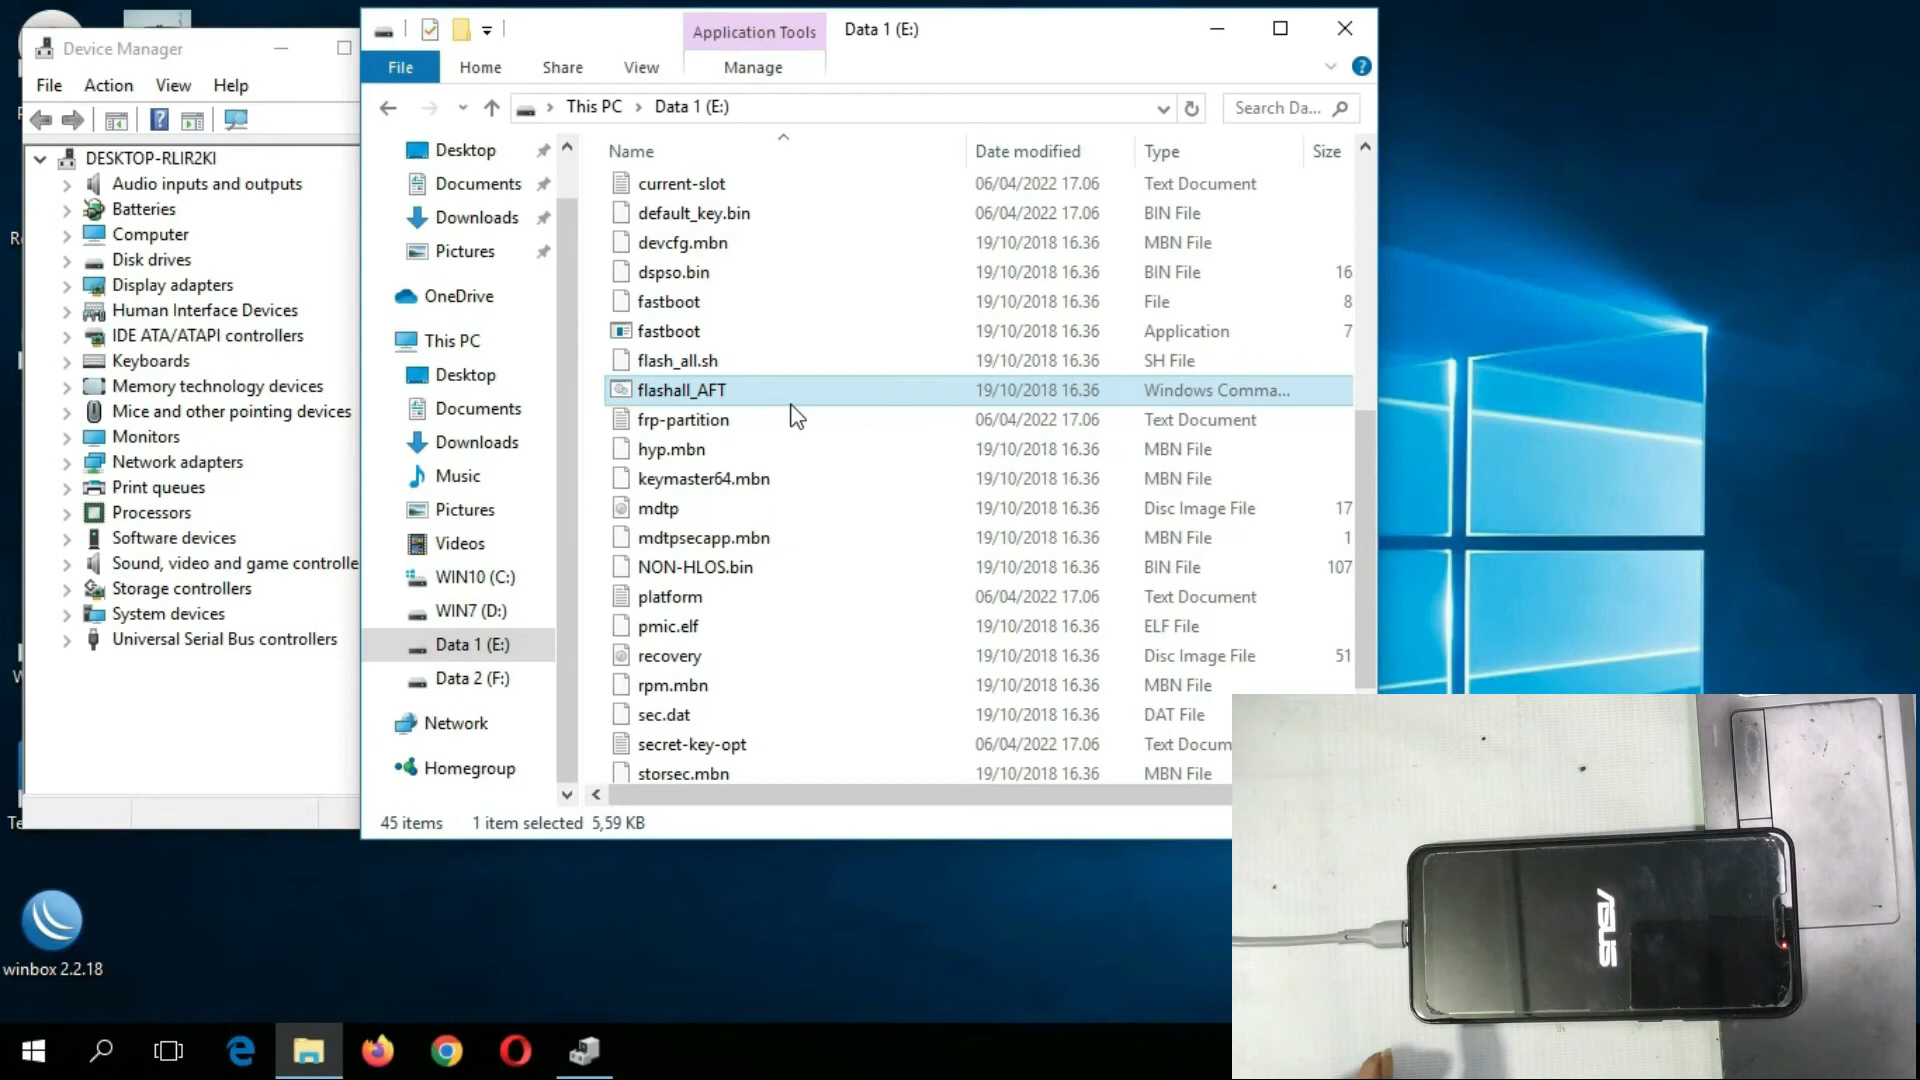 Device Manager
File Action View Help
DESKTOP-RLIR2KI
Audio inputs and outputs
Batteries
Computer
Disk drives
Display adapters
Human Interface Devices
IDE ATA/ATAPI controllers
Keyboards
Memory technology devices
Mice and other pointing devices
Monitors
Network adapters
Print queues
Processors
Software devices
Sound, video and game controlle
Storage controllers
System devices
Universal Serial Bus controllers
Application Tools
Data 1 (E:)
File Home Share View Manage
This PC Data 1 (E:)
Search Da...
Desktop
Documents
Downloads
Pictures
OneDrive
This PC
Desktop
Documents
Downloads
Music
Pictures
Videos
WIN10 (C:)
WIN7 (D:)
Data 1 (E:)
Data 2 (F:)
Network
Homegroup
Name Date modified Type Size
current-slot 06/04/2022 17.06 Text Document
default_key.bin 06/04/2022 17.06 BIN File
devcfg.mbn 19/10/2018 16.36 MBN File
dspso.bin 19/10/2018 16.36 BIN File 16
fastboot 19/10/2018 16.36 File 8
fastboot 19/10/2018 16.36 Application 7
flash_all.sh 19/10/2018 16.36 SH File
flashall_AFT 19/10/2018 16.36 Windows Comma...
frp-partition 06/04/2022 17.06 Text Document
hyp.mbn 19/10/2018 16.36 MBN File
keymaster64.mbn 19/10/2018 16.36 MBN File
mdtp 19/10/2018 16.36 Disc Image File 17
mdtpsecapp.mbn 19/10/2018 16.36 MBN File 1
NON-HLOS.bin 19/10/2018 16.36 BIN File 107
platform 06/04/2022 17.06 Text Document
pmic.elf 19/10/2018 16.36 ELF File
recovery 19/10/2018 16.36 Disc Image File 51
rpm.mbn 19/10/2018 16.36 MBN File
sec.dat 19/10/2018 16.36 DAT File
secret-key-opt 06/04/2022 17.06 Text Docum
storsec.mbn 19/10/2018 16.36 MBN File
45 items 1 item selected 5,59 KB
winbox 2.2.18
ASUS